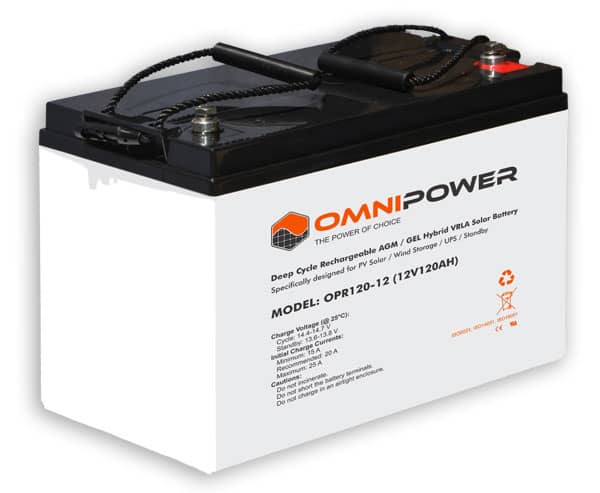 OMNIPOWER
THE POWER OF CHOICE
Deep Cycle Rechargeable AGM / GEL Hybrid VRLA Solar Battery
Specifically designed for PV Solar / Wind Storage / UPS / Standby
MODEL: OPR120-12 (12V120AH)
Charge Voltage (@ 25°C):
Cycle: 14.4-14.7 V
Standby: 13.6-13.8 V
Initial Charge Currents:
Minimum: 15 A
Recommended: 20 A
Maximum: 25 A
Cautions:
Do not incinerate.
Do not short the battery terminals.
Do not charge in an airtight enclosure.
CE